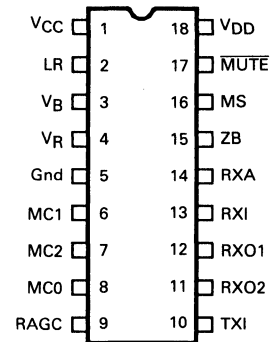 VCC 1 18 VDD
LR 2 17 MUTE
VB 3 16 MS
VR 4 15 ZB
Gnd 5 14 RXA
MC1 6 13 RXI
MC2 7 12 RXO1
MC0 8 11 RXO2
RAGC 9 10 TXI